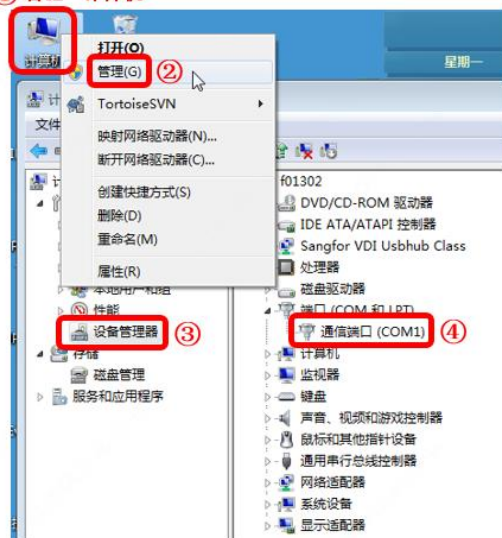 计算机
打开(O)
管理(G) ②
TortoiseSVN
映射网络驱动器(N)...
断开网络驱动器(C)...
创建快捷方式(S)
删除(D)
重命名(M)
属性(R)
星期一
文件
本地用户和组
性能
设备管理器 ③
存储
磁盘管理
服务和应用程序
f01302
DVD/CD-ROM 驱动器
IDE ATA/ATAPI 控制器
Sangfor VDI Usbhub Class
处理器
磁盘驱动器
端口 (COM 和 LPT)
通信端口 (COM1) ④
计算机
监视器
键盘
声音、视频和游戏控制器
鼠标和其他指针设备
通用串行总线控制器
网络适配器
系统设备
显示适配器